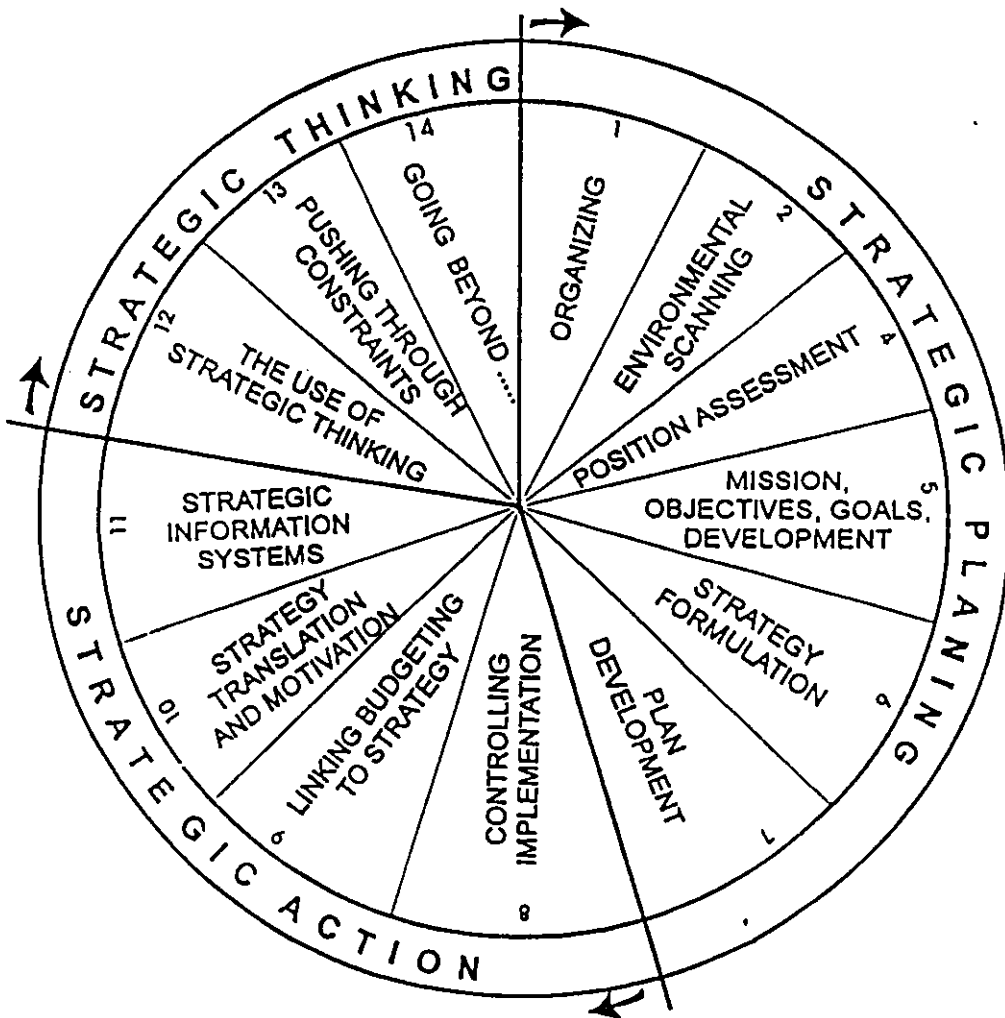 STRATEGIC PLANING
1
ORGANIZING
2
ENVIRONMENTAL
SCANNING
4
POSITION ASSESSMENT
5
MISSION,
OBJECTIVES, GOALS,
DEVELOPMENT
6
STRATEGY
FORMULATION
7
PLAN
DEVELOPMENT
STRATEGIC ACTION
8
CONTROLLING
IMPLEMENTATION
9
LINKING BUDGETING
TO STRATEGY
10
STRATEGY
TRANSLATION
AND MOTIVATION
11
STRATEGIC
INFORMATION
SYSTEMS
STRATEGIC THINKING
12
THE USE OF
STRATEGIC THINKING
13
PUSHING THROUGH
CONSTRAINTS
14
GOING BEYOND .....